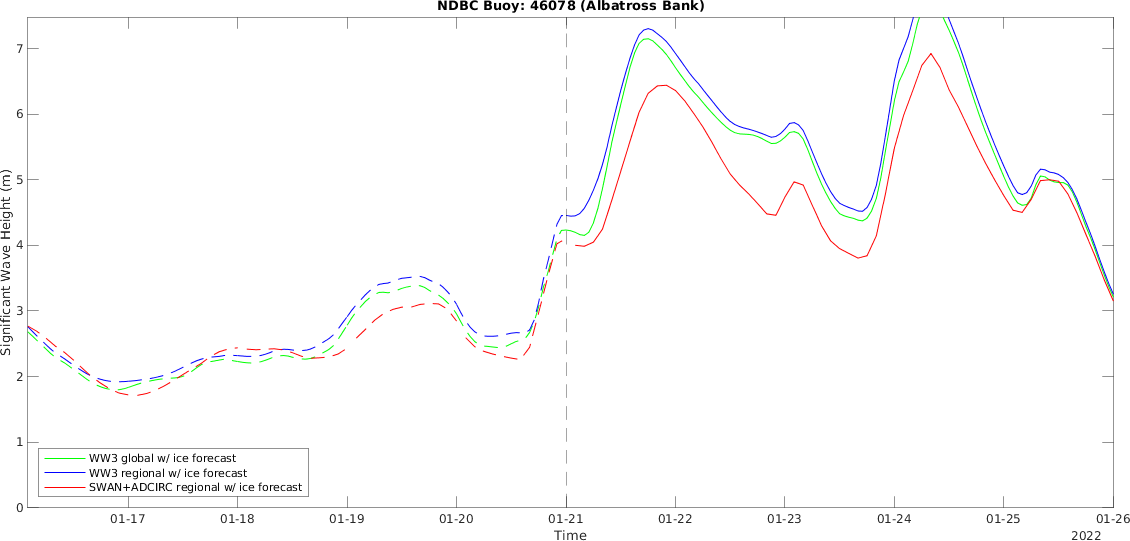 NDBC Buoy: 46078 (Albatross Bank)
Significant Wave Height (m)
7
6
5
4
3
2
1
0
WW3 global w/ ice forecast
WW3 regional w/ ice forecast
SWAN+ADCIRC regional w/ ice forecast
01-17 01-18 01-19 01-20 01-21 01-22 01-23 01-24 01-25 01-26
Time
2022